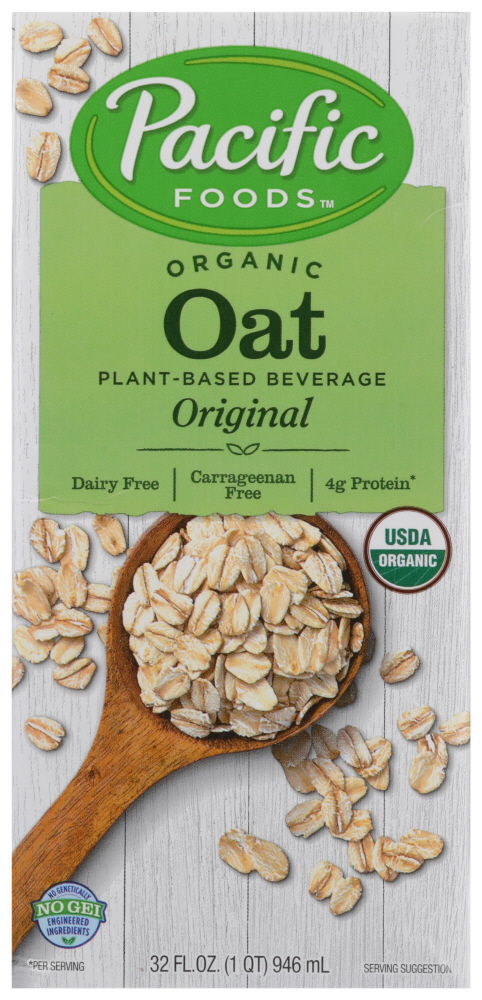 Pacific
FOODS™
ORGANIC
Oat
PLANT-BASED BEVERAGE
Original
Dairy Free
Carrageenan
Free
4g Protein*
USDA
ORGANIC
NO GENETICALLY
NO GEI
ENGINEERED
INGREDIENTS
*PER SERVING
32 FL.OZ. (1 QT) 946 mL
SERVING SUGGESTION